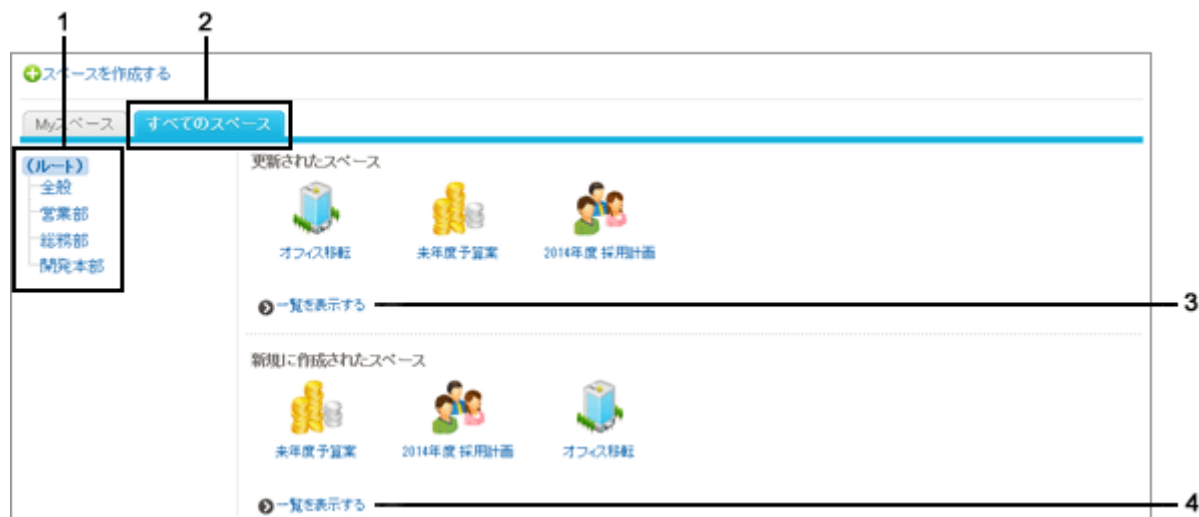 1 2
スペースを作成する
Myスペース すべてのスペース
(ルート)
全般
営業部
総務部
開発本部
更新されたスペース
オフィス移転 来年度予算案 2014年度 採用計画
一覧を表示する 3
新規に作成されたスペース
来年度予算案 2014年度 採用計画 オフィス移転
一覧を表示する 4